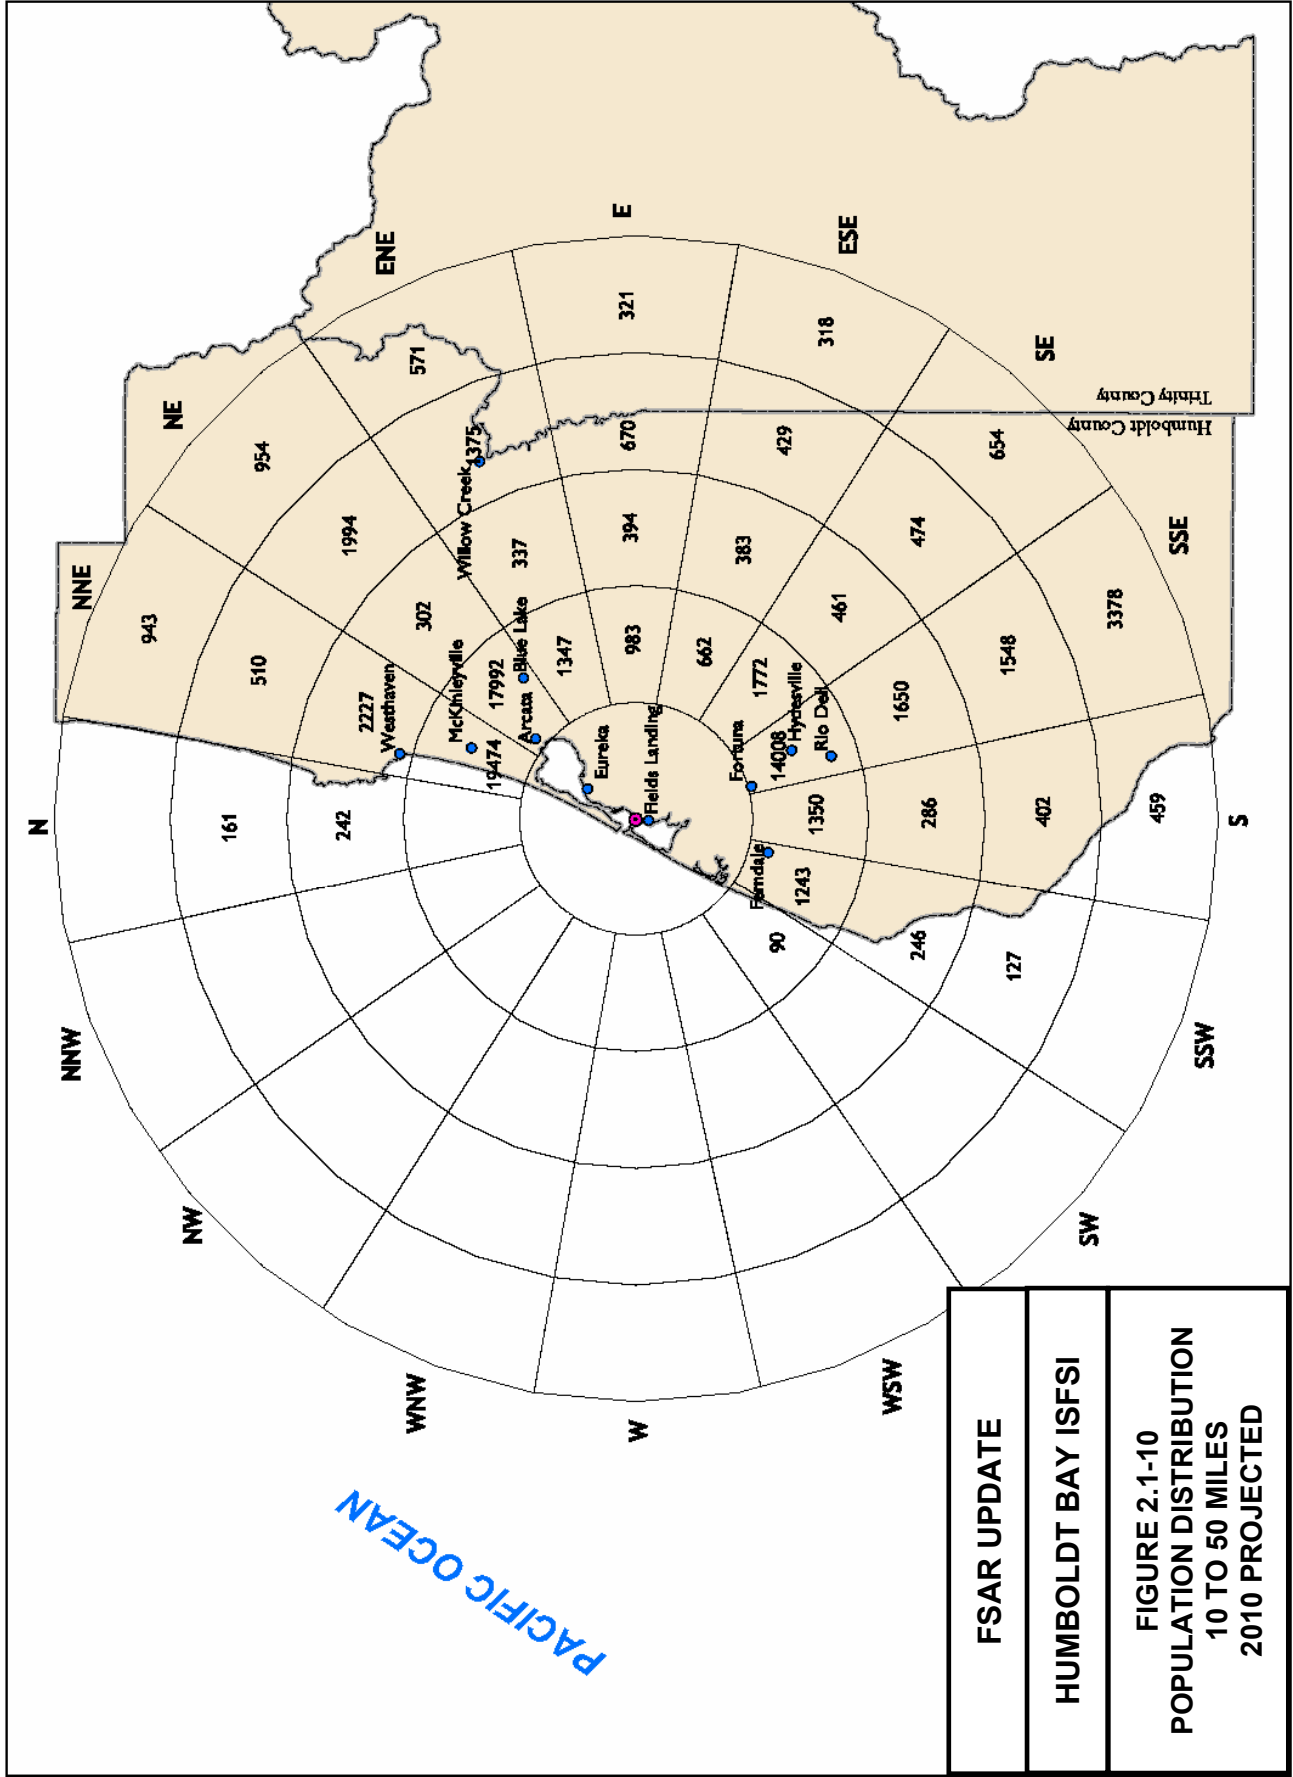 N
NNE
NE
ENE
E
ESE
SE
SSE
S
SSW
SW
WSW
W
WNW
NW
NNW
943
954
571
321
318
654
3378
459
161
510
1994
1375
670
429
474
1548
402
127
242
2227
302
337
394
383
461
1650
286
246
19474
17992
1347
983
662
1772
14008
1350
1243
90
Westhaven
McKinleyville
Willow Creek
Blue Lake
Arcata
Eureka
Fields Landing
Fortuna
Hydesville
Rio Dell
Ferndale
Trinity County
Humboldt County
PACIFIC OCEAN
FSAR UPDATE
HUMBOLDT BAY ISFSI
FIGURE 2.1-10
POPULATION DISTRIBUTION
10 TO 50 MILES
2010 PROJECTED